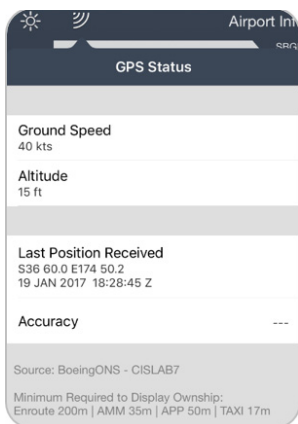 Airport Inf
SBG
GPS Status
Ground Speed
40 kts
Altitude
15 ft
Last Position Received
S36 60.0 E174 50.2
19 JAN 2017 18:28:45 Z
Accuracy ---
Source: BoeingONS - CISLAB7
Minimum Required to Display Ownship:
Enroute 200m | AMM 35m | APP 50m | TAXI 17m